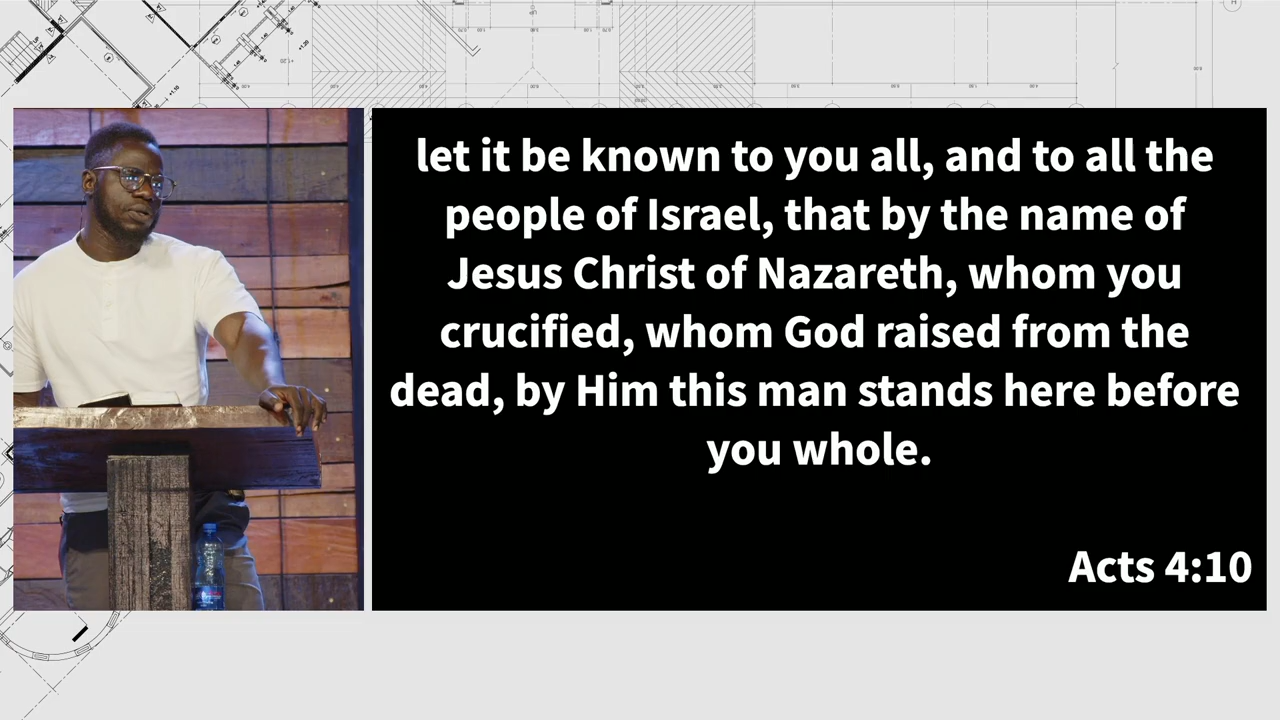 let it be known to you all, and to all the
people of Israel, that by the name of
Jesus Christ of Nazareth, whom you
crucified, whom God raised from the
dead, by Him this man stands here before
you whole.
Acts 4:10